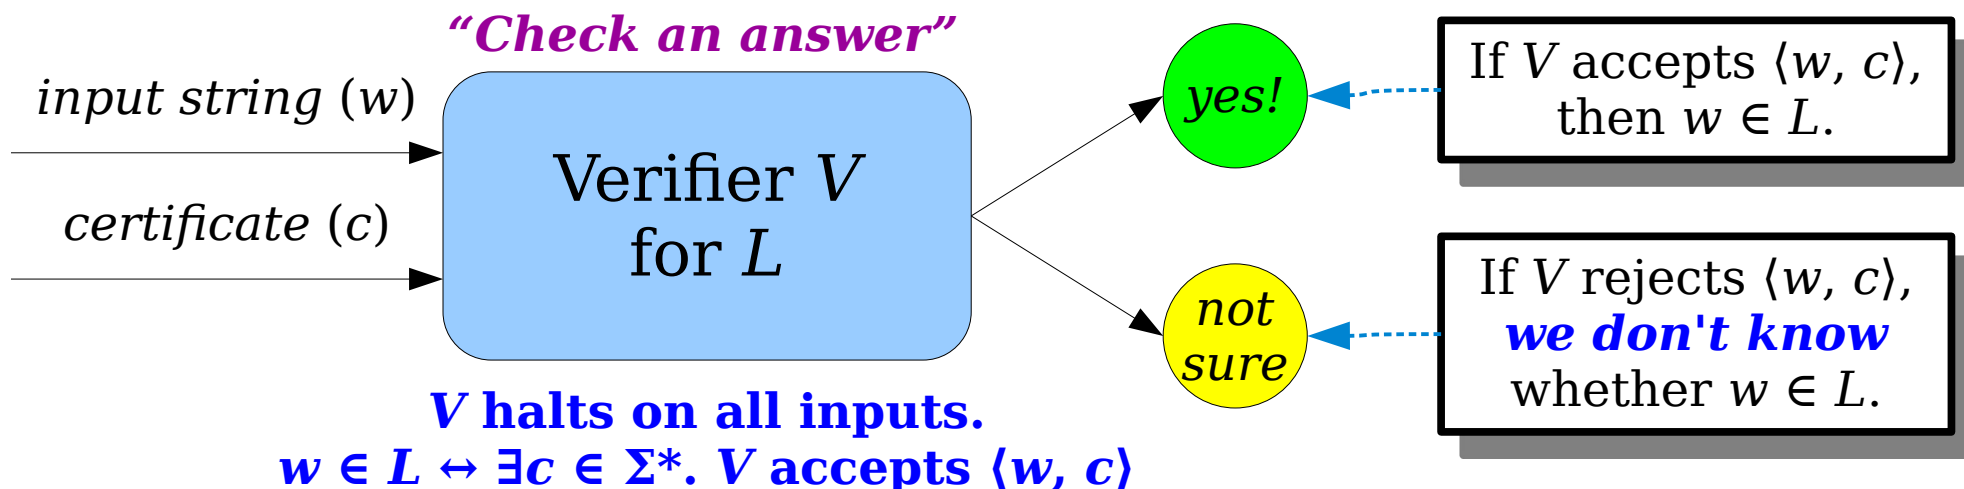 “Check an answer”
input string (w)
certificate (c)
Verifier V
for L
yes!
not
sure
If V accepts ⟨w, c⟩,
then w ∈ L.
If V rejects ⟨w, c⟩,
we don't know
whether w ∈ L.
V halts on all inputs.
w ∈ L ↔ ∃c ∈ Σ*. V accepts ⟨w, c⟩